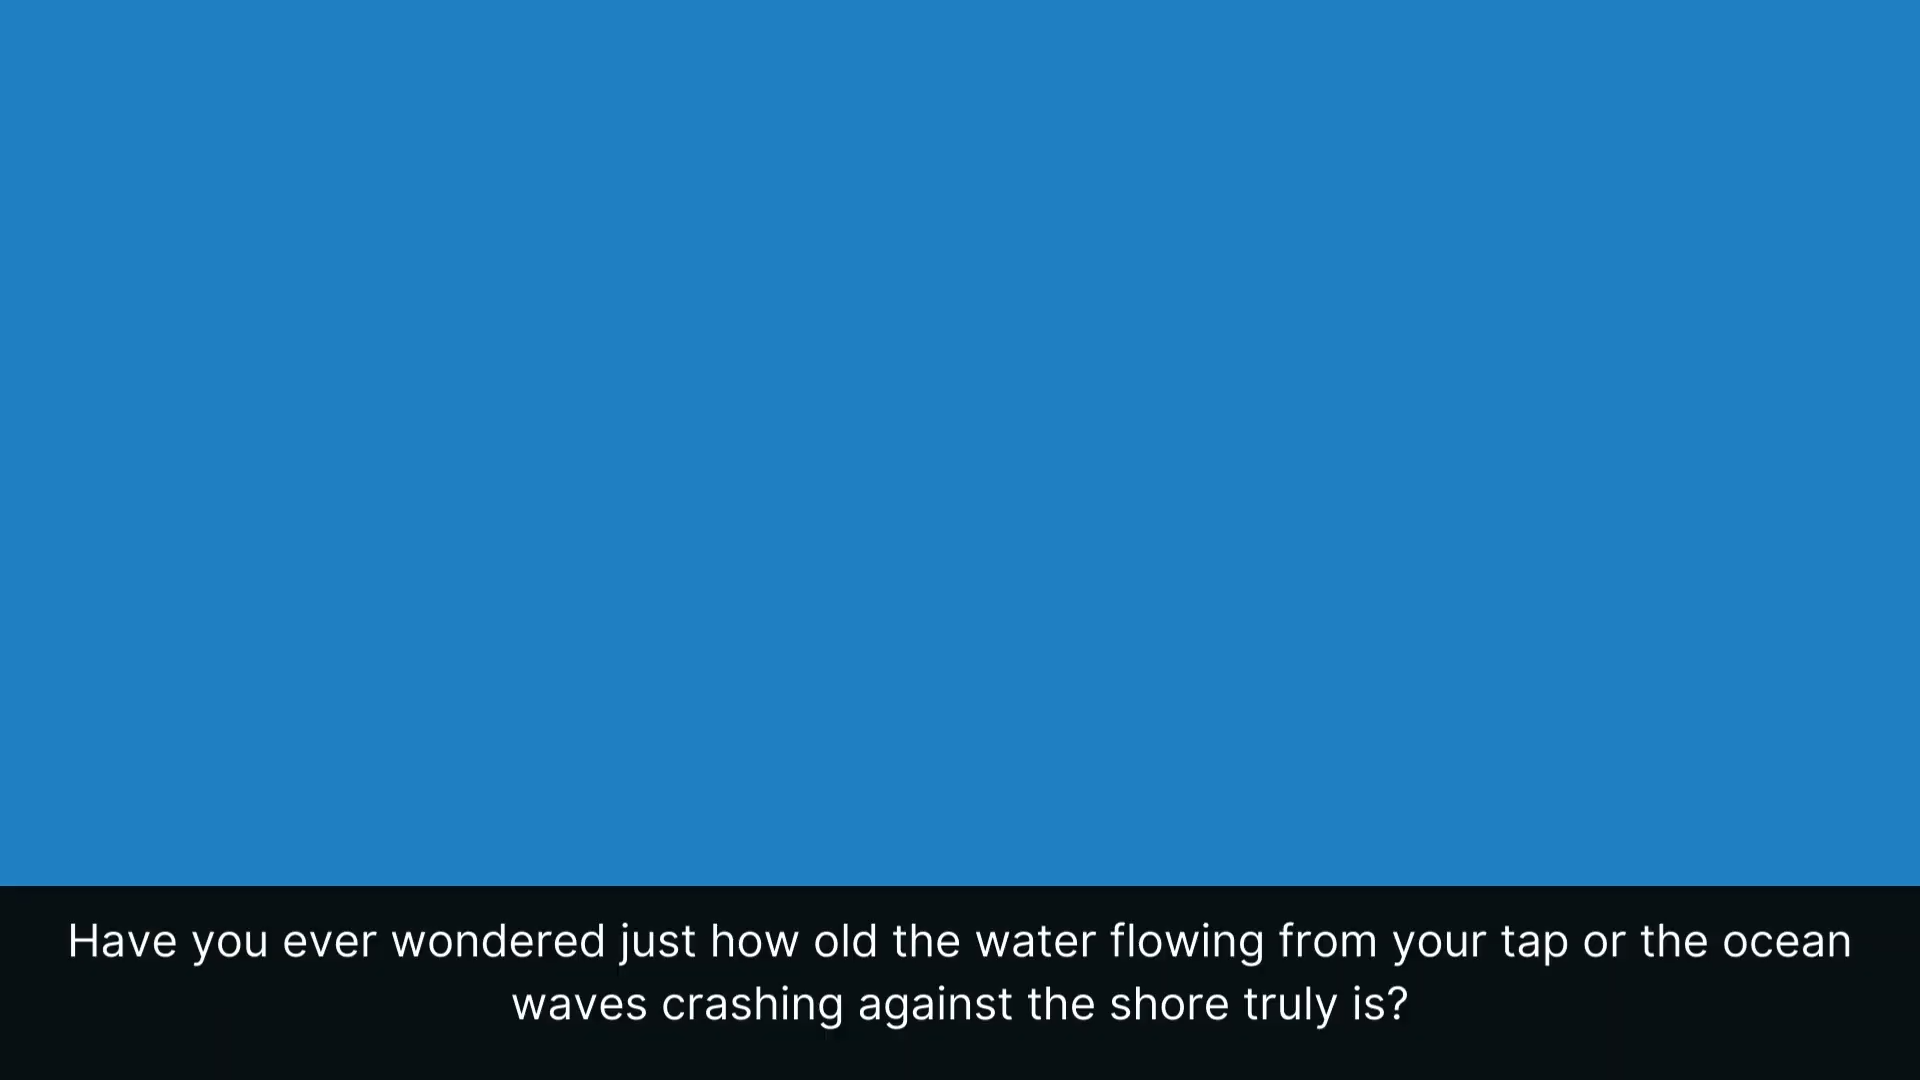 Have you ever wondered just how old the water flowing from your tap or the ocean
waves crashing against the shore truly is?